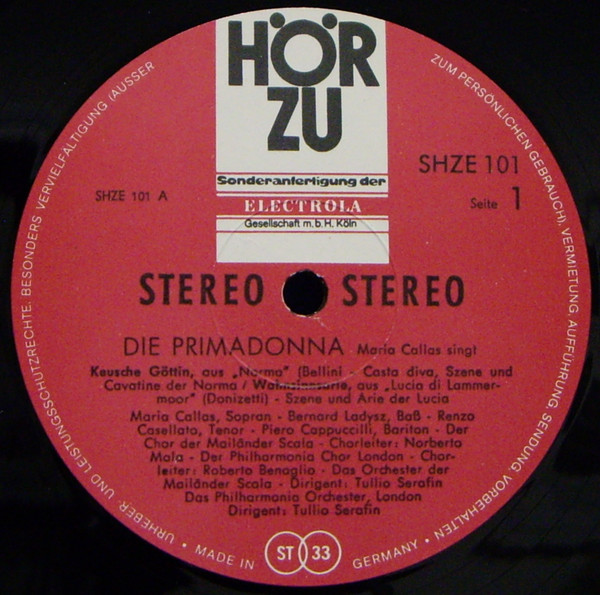 HÖR
ZU
Sonderanfertigung der
ELECTROLA
Gesellschaft m. b. H. Köln
SHZE 101
SHZE 101 A
Seite 1
STEREO STEREO
DIE PRIMADONNA Maria Callas singt
Keusche Göttin, aus „Norma" (Bellini - Casta diva, Szene und
Cavatine der Norma / Wahnsinnsarie, aus „Lucia di Lammer-
moor" (Donizetti) - Szene und Arie der Lucia
Maria Callas, Sopran - Bernard Ladysz, Baß - Renzo
Casellato, Tenor - Piero Cappuccilli, Bariton - Der
Chor der Mailänder Scala - Chorleiter: Norberto
Mola - Der Philharmonia Chor London - Chor-
leiter: Roberto Benaglio - Das Orchester der
Mailänder Scala - Dirigent: Tullio Serafin
Das Philharmonia Orchester, London
Dirigent: Tullio Serafin
ST 33
URHEBER UND LEISTUNGSSCHUTZRECHTE, BESONDERS VERVIELFÄLTIGUNG (AUSSER
ZUM PERSÖNLICHEN GEBRAUCH), VERMIETUNG, AUFFÜHRUNG, SENDUNG VORBEHALTEN
• MADE IN GERMANY •